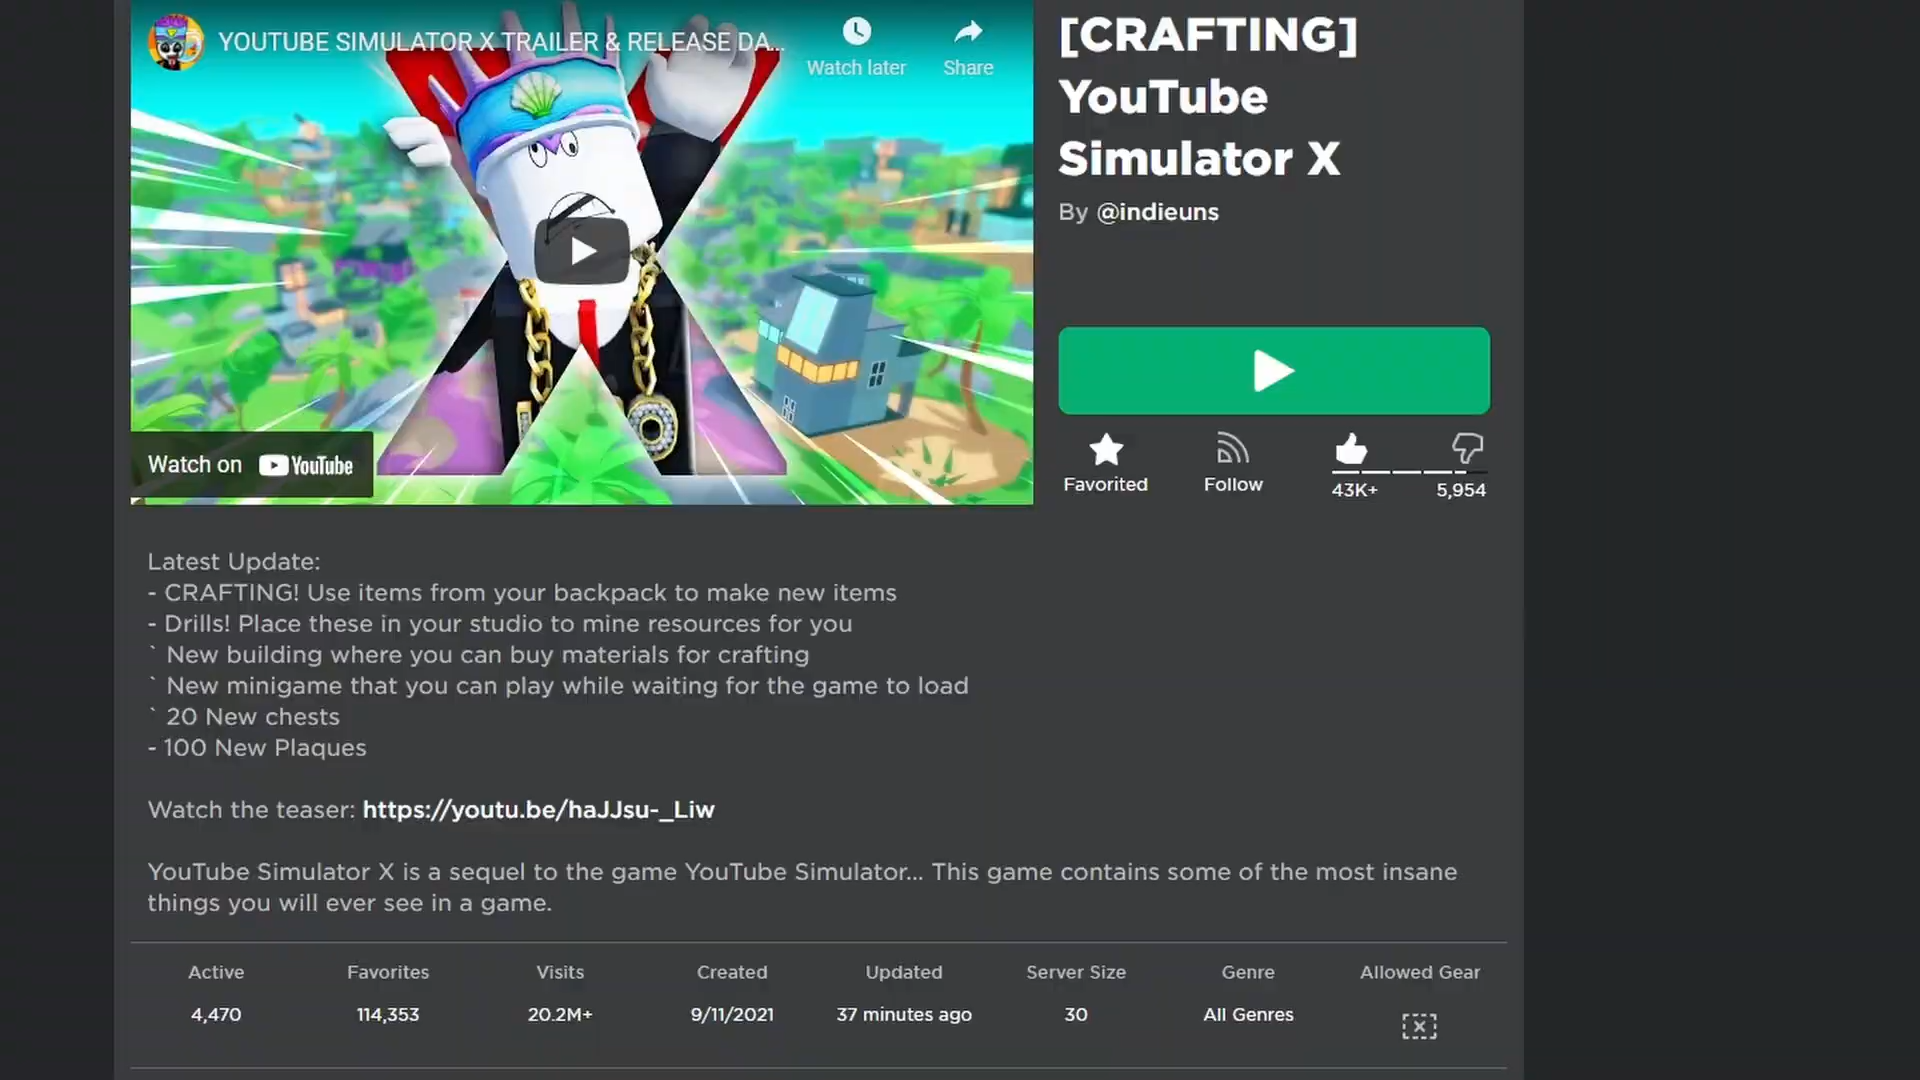 YOUTUBE SIMULATOR X TRAILER & RELEASE DA...
Watch later
Share
Watch on YouTube
[CRAFTING]
YouTube
Simulator X
By @indieuns
Favorited
Follow
43K+
5,954
Latest Update:
- CRAFTING! Use items from your backpack to make new items
- Drills! Place these in your studio to mine resources for you
` New building where you can buy materials for crafting
` New minigame that you can play while waiting for the game to load
` 20 New chests
- 100 New Plaques
Watch the teaser: https://youtu.be/haJJsu-_Liw
YouTube Simulator X is a sequel to the game YouTube Simulator... This game contains some of the most insane
things you will ever see in a game.
Active Favorites Visits Created Updated Server Size Genre Allowed Gear
4,470 114,353 20.2M+ 9/11/2021 37 minutes ago 30 All Genres